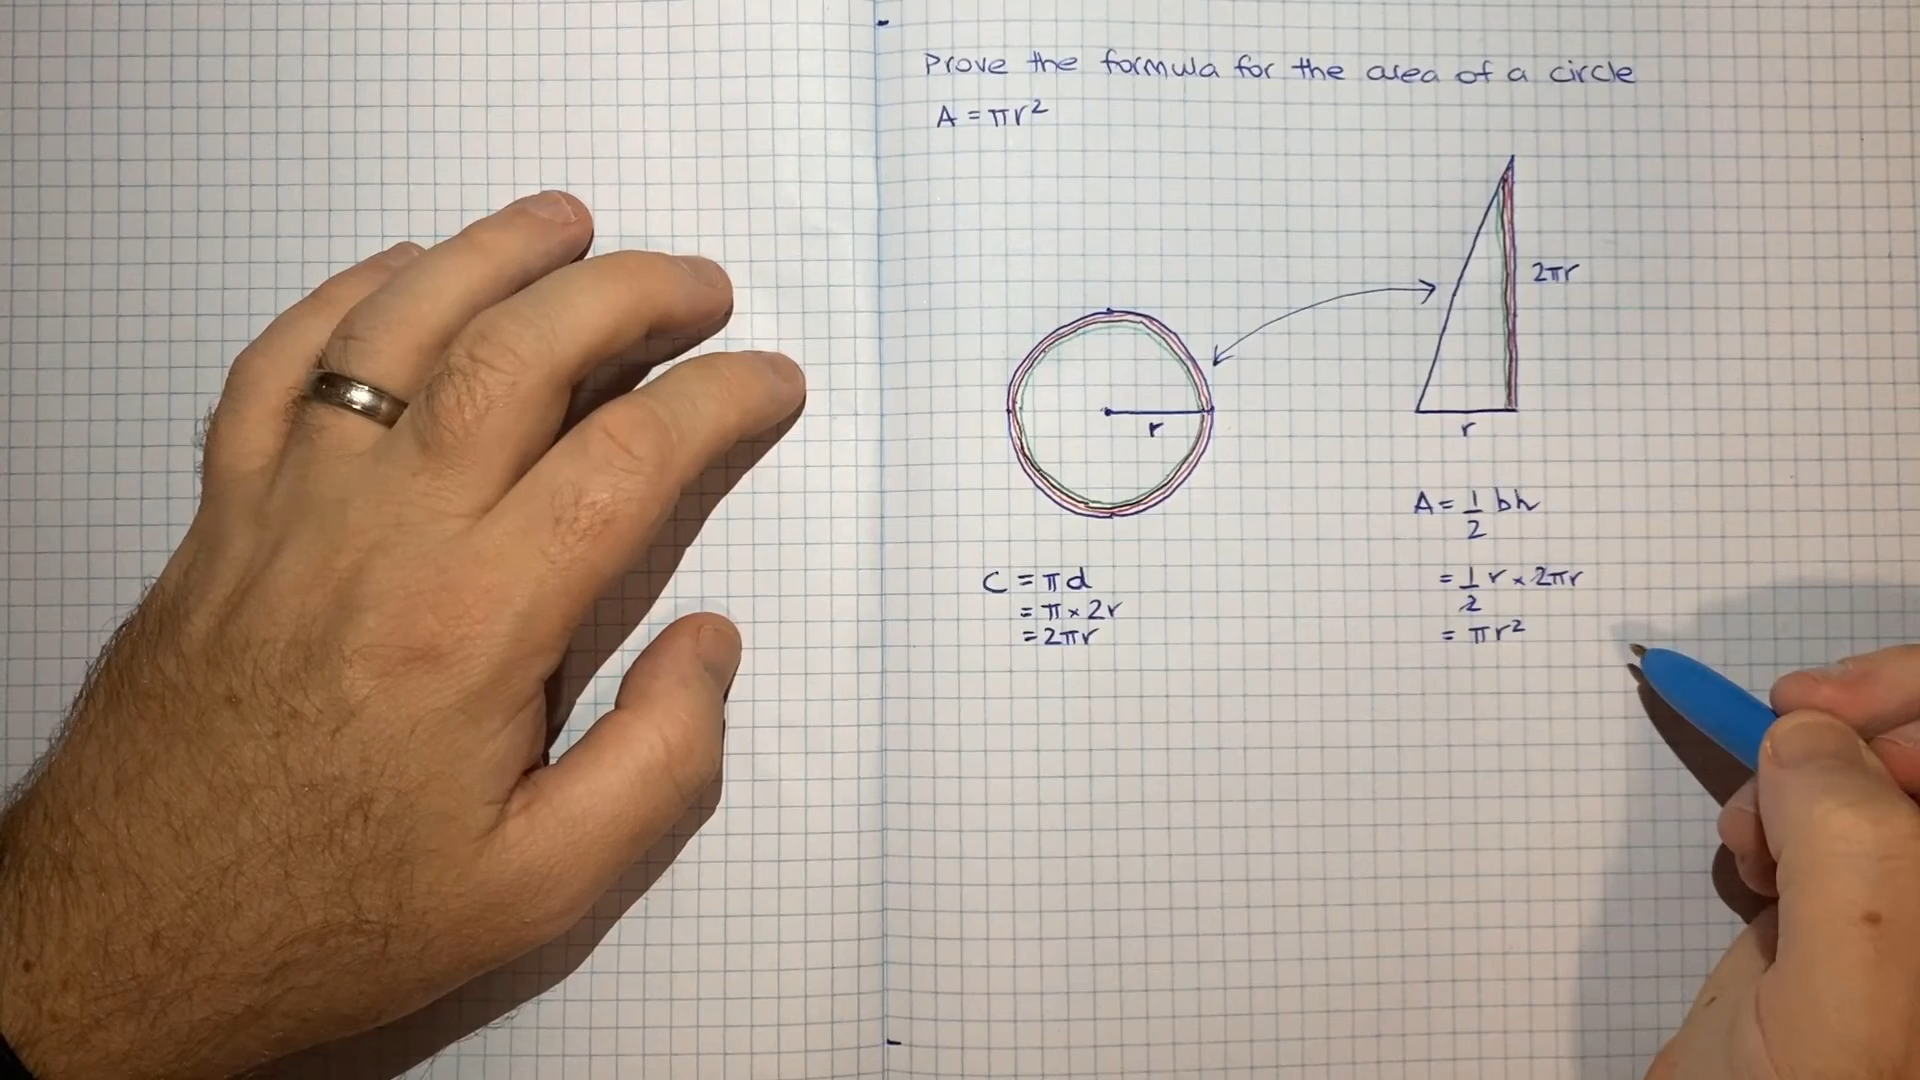 Prove the formula for the area of a circle
A = πr²
2πr
r
r
A = 1/2 bh
= 1/2 r × 2πr
= πr²
C = πd
= π × 2r
= 2πr